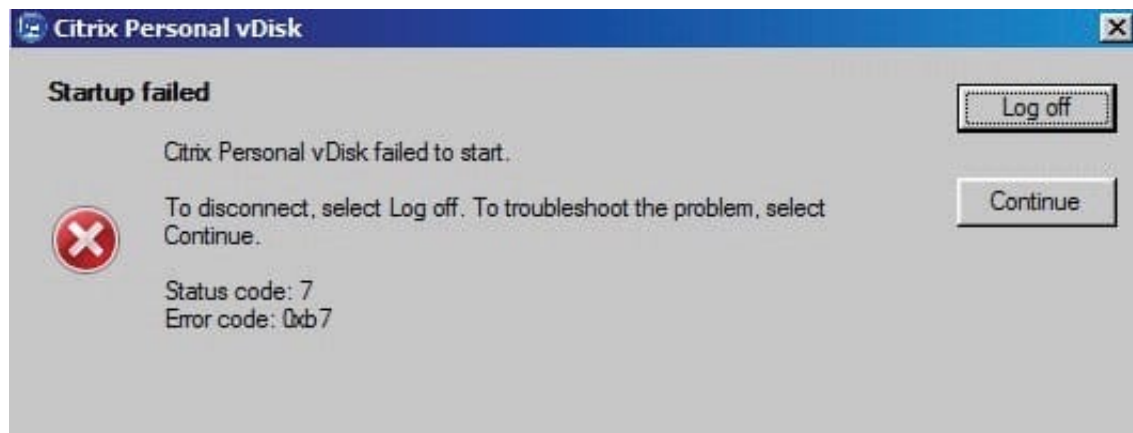 Citrix Personal vDisk
Startup failed
Log off
Citrix Personal vDisk failed to start.
To disconnect, select Log off. To troubleshoot the problem, select
Continue.
Continue
Status code: 7
Error code: 0xb7